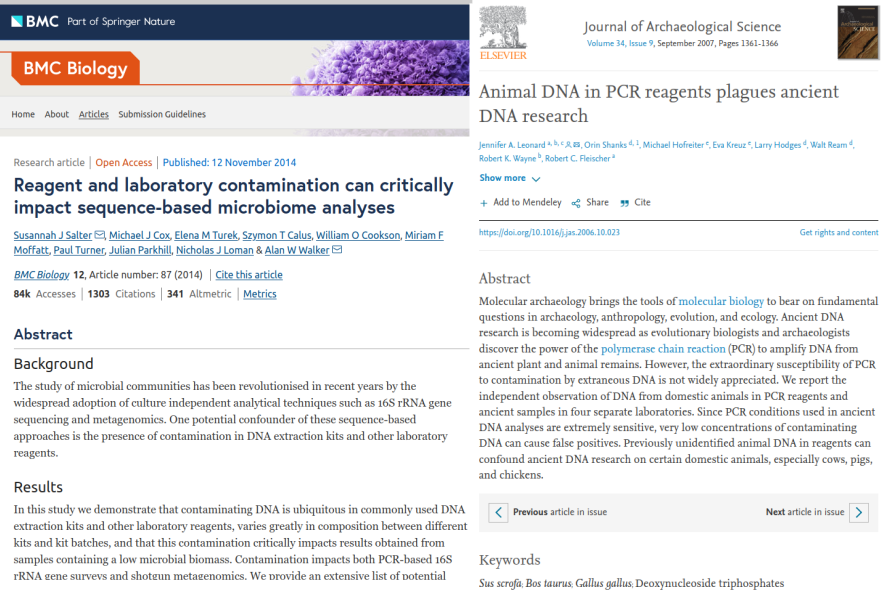 BMC Part of Springer Nature
BMC Biology
Home About Articles Submission Guidelines
Research article | Open Access | Published: 12 November 2014
Reagent and laboratory contamination can critically
impact sequence-based microbiome analyses
Susannah J Salter, Michael J Cox, Elena M Turek, Szymon T Calus, William O Cookson, Miriam F
Moffatt, Paul Turner, Julian Parkhill, Nicholas J Loman & Alan W Walker
BMC Biology 12, Article number: 87 (2014) | Cite this article
84k Accesses | 1303 Citations | 341 Altmetric | Metrics
Abstract
Background
The study of microbial communities has been revolutionised in recent years by the
widespread adoption of culture independent analytical techniques such as 16S rRNA gene
sequencing and metagenomics. One potential confounder of these sequence-based
approaches is the presence of contamination in DNA extraction kits and other laboratory
reagents.
Results
In this study we demonstrate that contaminating DNA is ubiquitous in commonly used DNA
extraction kits and other laboratory reagents, varies greatly in composition between different
kits and kit batches, and that this contamination critically impacts results obtained from
samples containing a low microbial biomass. Contamination impacts both PCR-based 16S
rRNA gene surveys and shotgun metagenomics. We provide an extensive list of potential
ELSEVIER
Journal of Archaeological Science
Volume 34, Issue 9, September 2007, Pages 1361-1366
SCIENCE
Animal DNA in PCR reagents plagues ancient
DNA research
Jennifer A. Leonard a, b, c, Orin Shanks d, 1, Michael Hofreiter e, Eva Kreuz e, Larry Hodges d, Walt Ream d,
Robert K. Wayne b, Robert C. Fleischer a
Show more
+ Add to Mendeley Share Cite
https://doi.org/10.1016/j.jas.2006.10.023 Get rights and content
Abstract
Molecular archaeology brings the tools of molecular biology to bear on fundamental
questions in archaeology, anthropology, evolution, and ecology. Ancient DNA
research is becoming widespread as evolutionary biologists and archaeologists
discover the power of the polymerase chain reaction (PCR) to amplify DNA from
ancient plant and animal remains. However, the extraordinary susceptibility of PCR
to contamination by extraneous DNA is not widely appreciated. We report the
independent observation of DNA from domestic animals in PCR reagents and
ancient samples in four separate laboratories. Since PCR conditions used in ancient
DNA analyses are extremely sensitive, very low concentrations of contaminating
DNA can cause false positives. Previously unidentified animal DNA in reagents can
confound ancient DNA research on certain domestic animals, especially cows, pigs,
and chickens.
Previous article in issue Next article in issue
Keywords
Sus scrofa; Bos taurus; Gallus gallus; Deoxynucleoside triphosphates